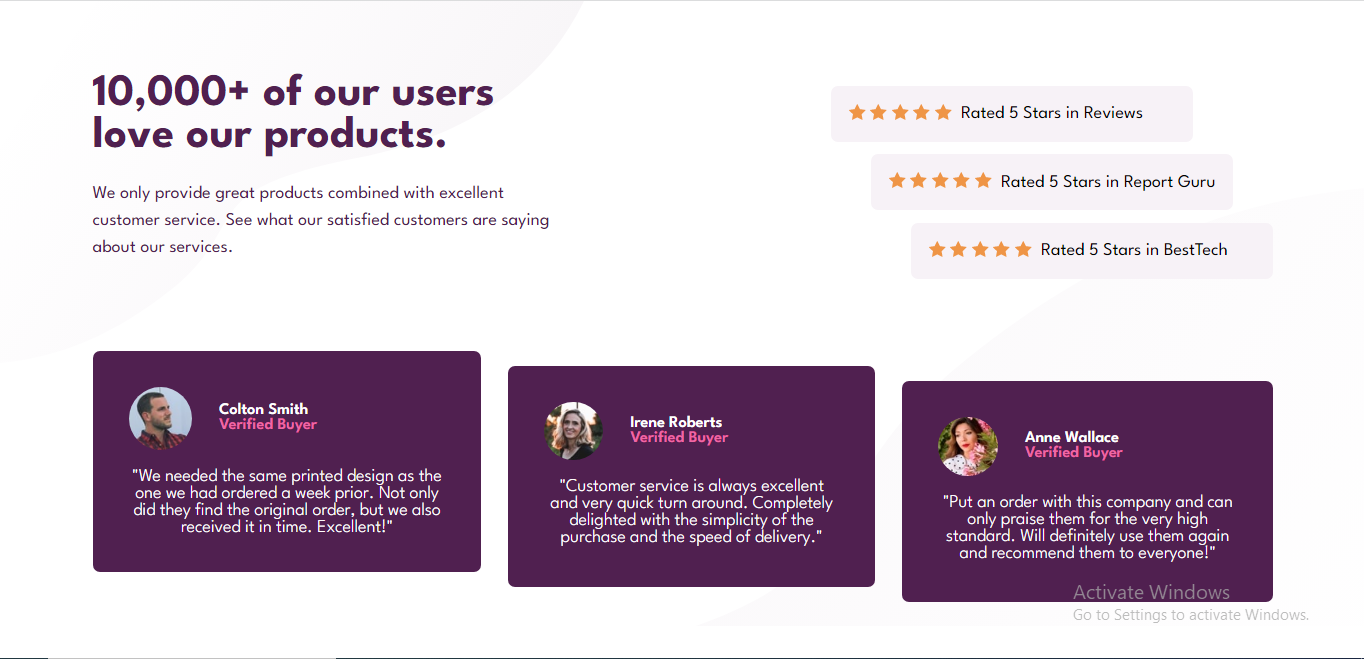 10,000+ of our users
love our products.
We only provide great products combined with excellent
customer service. See what our satisfied customers are saying
about our services.
Rated 5 Stars in Reviews
Rated 5 Stars in Report Guru
Rated 5 Stars in BestTech
Colton Smith
Verified Buyer
"We needed the same printed design as the
one we had ordered a week prior. Not only
did they find the original order, but we also
received it in time. Excellent!"
Irene Roberts
Verified Buyer
"Customer service is always excellent
and very quick turn around. Completely
delighted with the simplicity of the
purchase and the speed of delivery."
Anne Wallace
Verified Buyer
"Put an order with this company and can
only praise them for the very high
standard. Will definitely use them again
and recommend them to everyone!"
Activate Windows
Go to Settings to activate Windows.